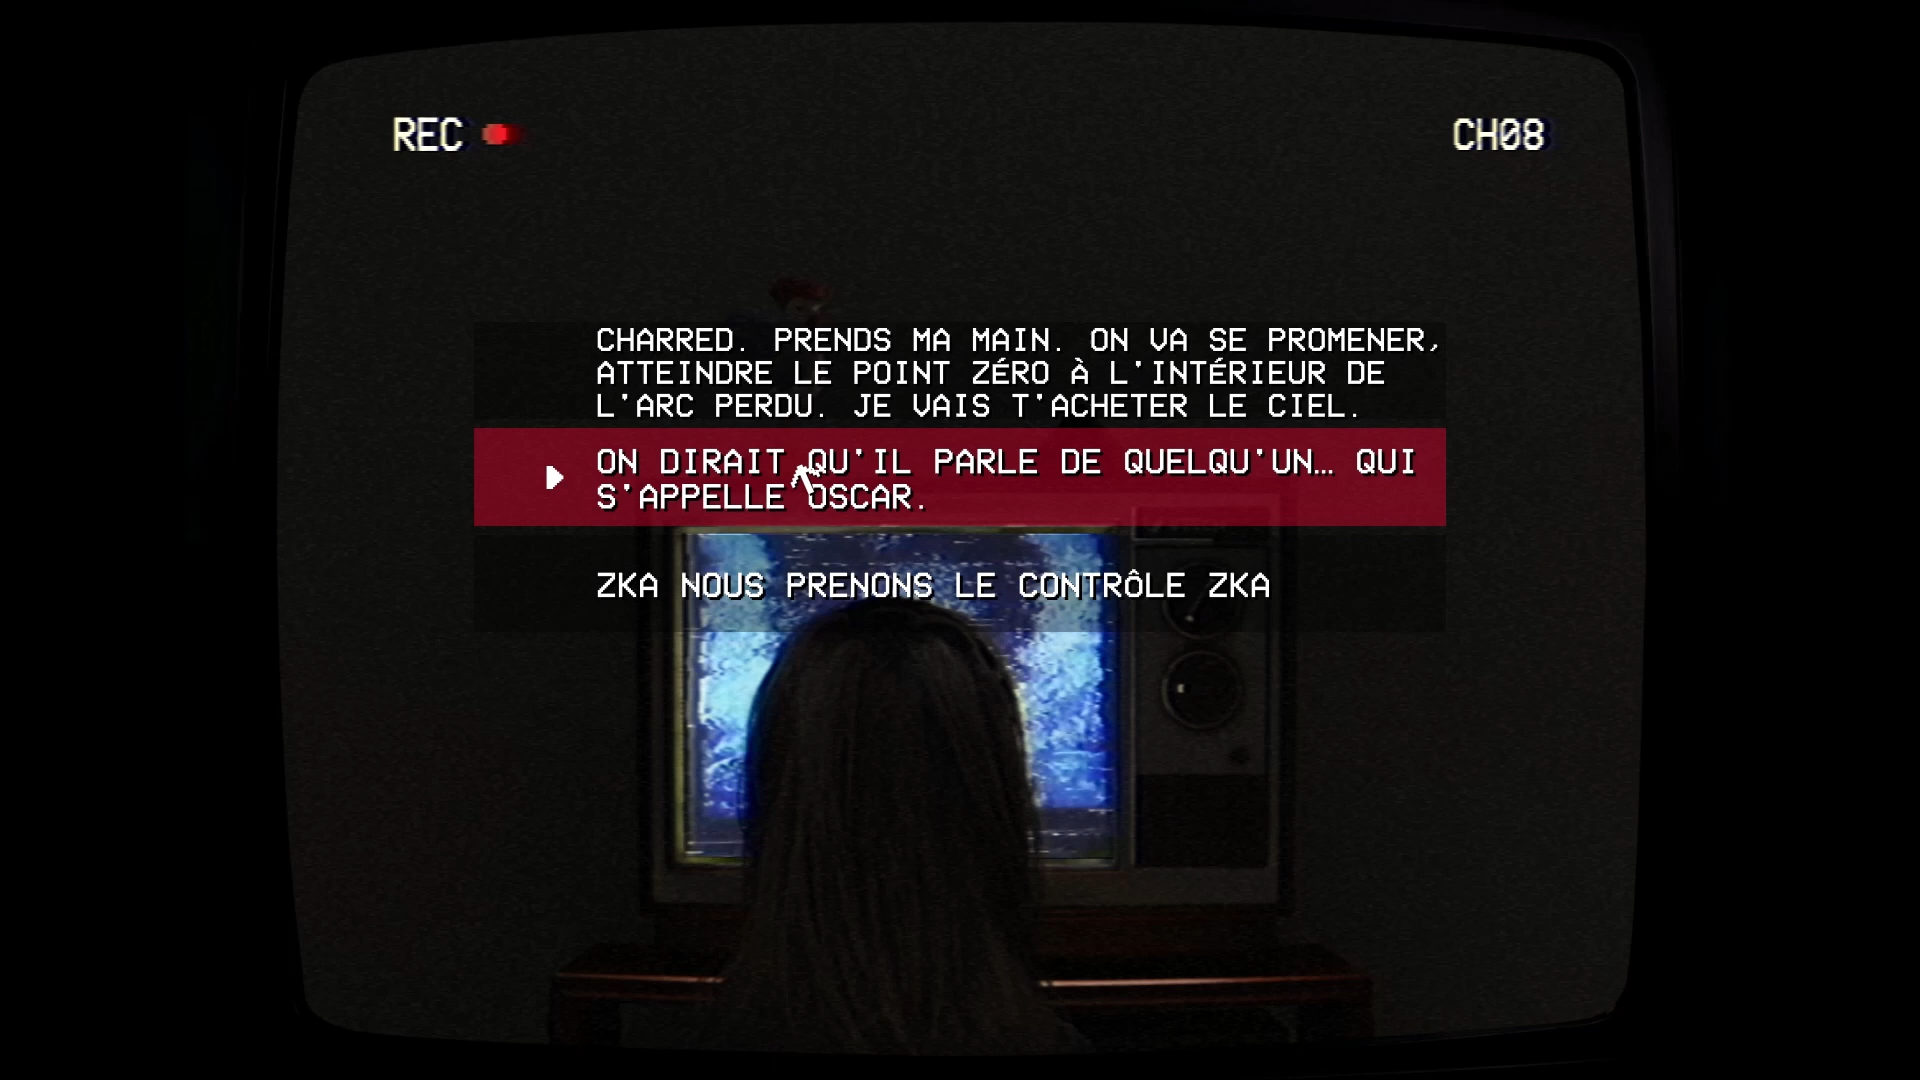 REC
CH08
CHARRED. PRENDS MA MAIN. ON VA SE PROMENER,
ATTEINDRE LE POINT ZÉRO À L'INTÉRIEUR DE
L'ARC PERDU. JE VAIS T'ACHETER LE CIEL.
ON DIRAIT QU'IL PARLE DE QUELQU'UN… QUI
S'APPELLE OSCAR.
ZKA NOUS PRENONS LE CONTRÔLE ZKA